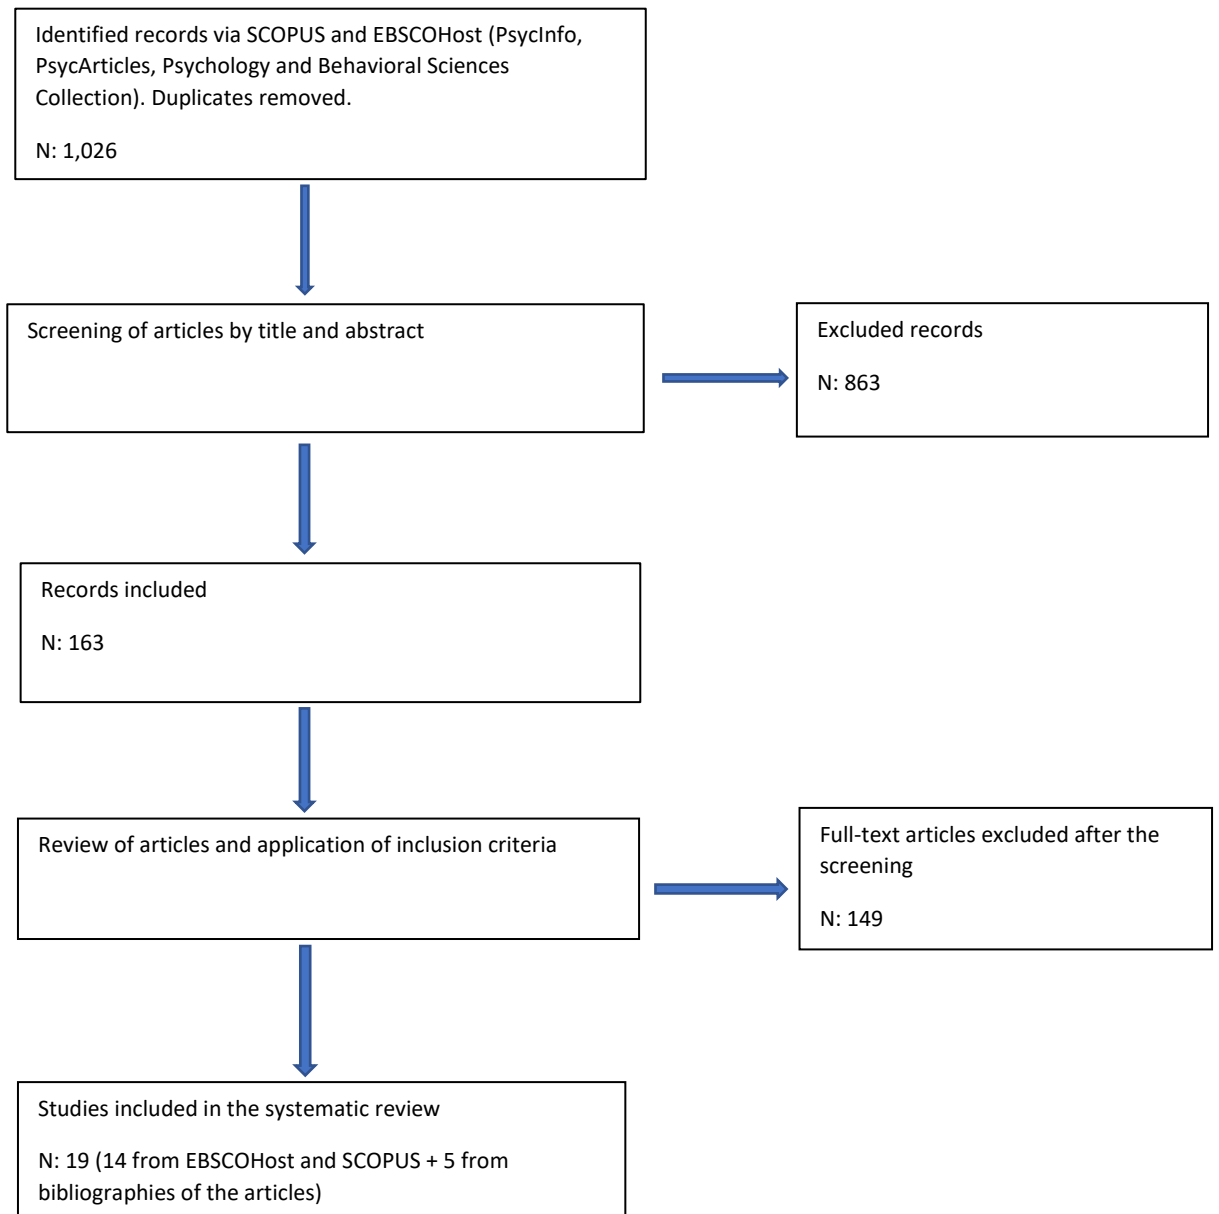 Identified records via SCOPUS and EBSCOHost (PsycInfo,
PsycArticles, Psychology and Behavioral Sciences
Collection). Duplicates removed.
N: 1,026
Screening of articles by title and abstract
Excluded records
N: 863
Records included
N: 163
Review of articles and application of inclusion criteria
Full-text articles excluded after the
screening
N: 149
Studies included in the systematic review
N: 19 (14 from EBSCOHost and SCOPUS + 5 from
bibliographies of the articles)